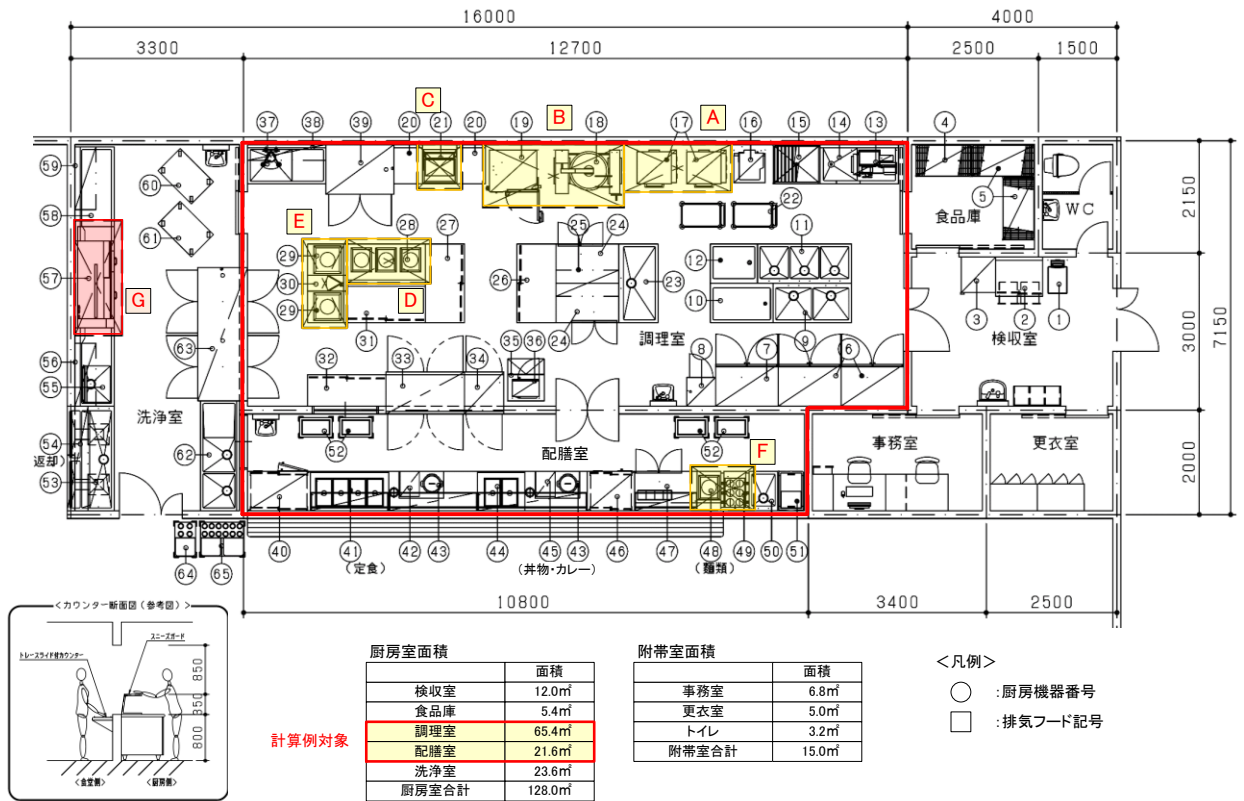 16000
4000
3300
12700
2500
1500
C
B
A
37
38
39
20
21
20
19
18
17
16
15
14
13
4
59
60
58
61
57
G
56
55
54
返却)
53
63
62
洗浄室
64
65
E
29
30
29
28
27
D
31
32
33
34
35
36
26
25
24
24
23
22
12
11
10
9
8
7
6
調理室
5
食品庫
WC
3
2
1
検収室
2150
3000
7150
2000
52
52
配膳室
F
事務室
更衣室
40
41
42
43
44
45
43
46
47
48
49
50
51
(定食)
(丼物・カレー)
(麺類)
10800
3400
2500
<カウンター断面図(参考図)>
スニーズガード
トレースライド付カウンター
850
350
800
<食堂側>
<厨房側>
計算例対象
厨房室面積
面積
検収室 12.0㎡
食品庫 5.4㎡
調理室 65.4㎡
配膳室 21.6㎡
洗浄室 23.6㎡
厨房室合計 128.0㎡
附帯室面積
面積
事務室 6.8㎡
更衣室 5.0㎡
トイレ 3.2㎡
附帯室合計 15.0㎡
<凡例>
:厨房機器番号
:排気フード記号